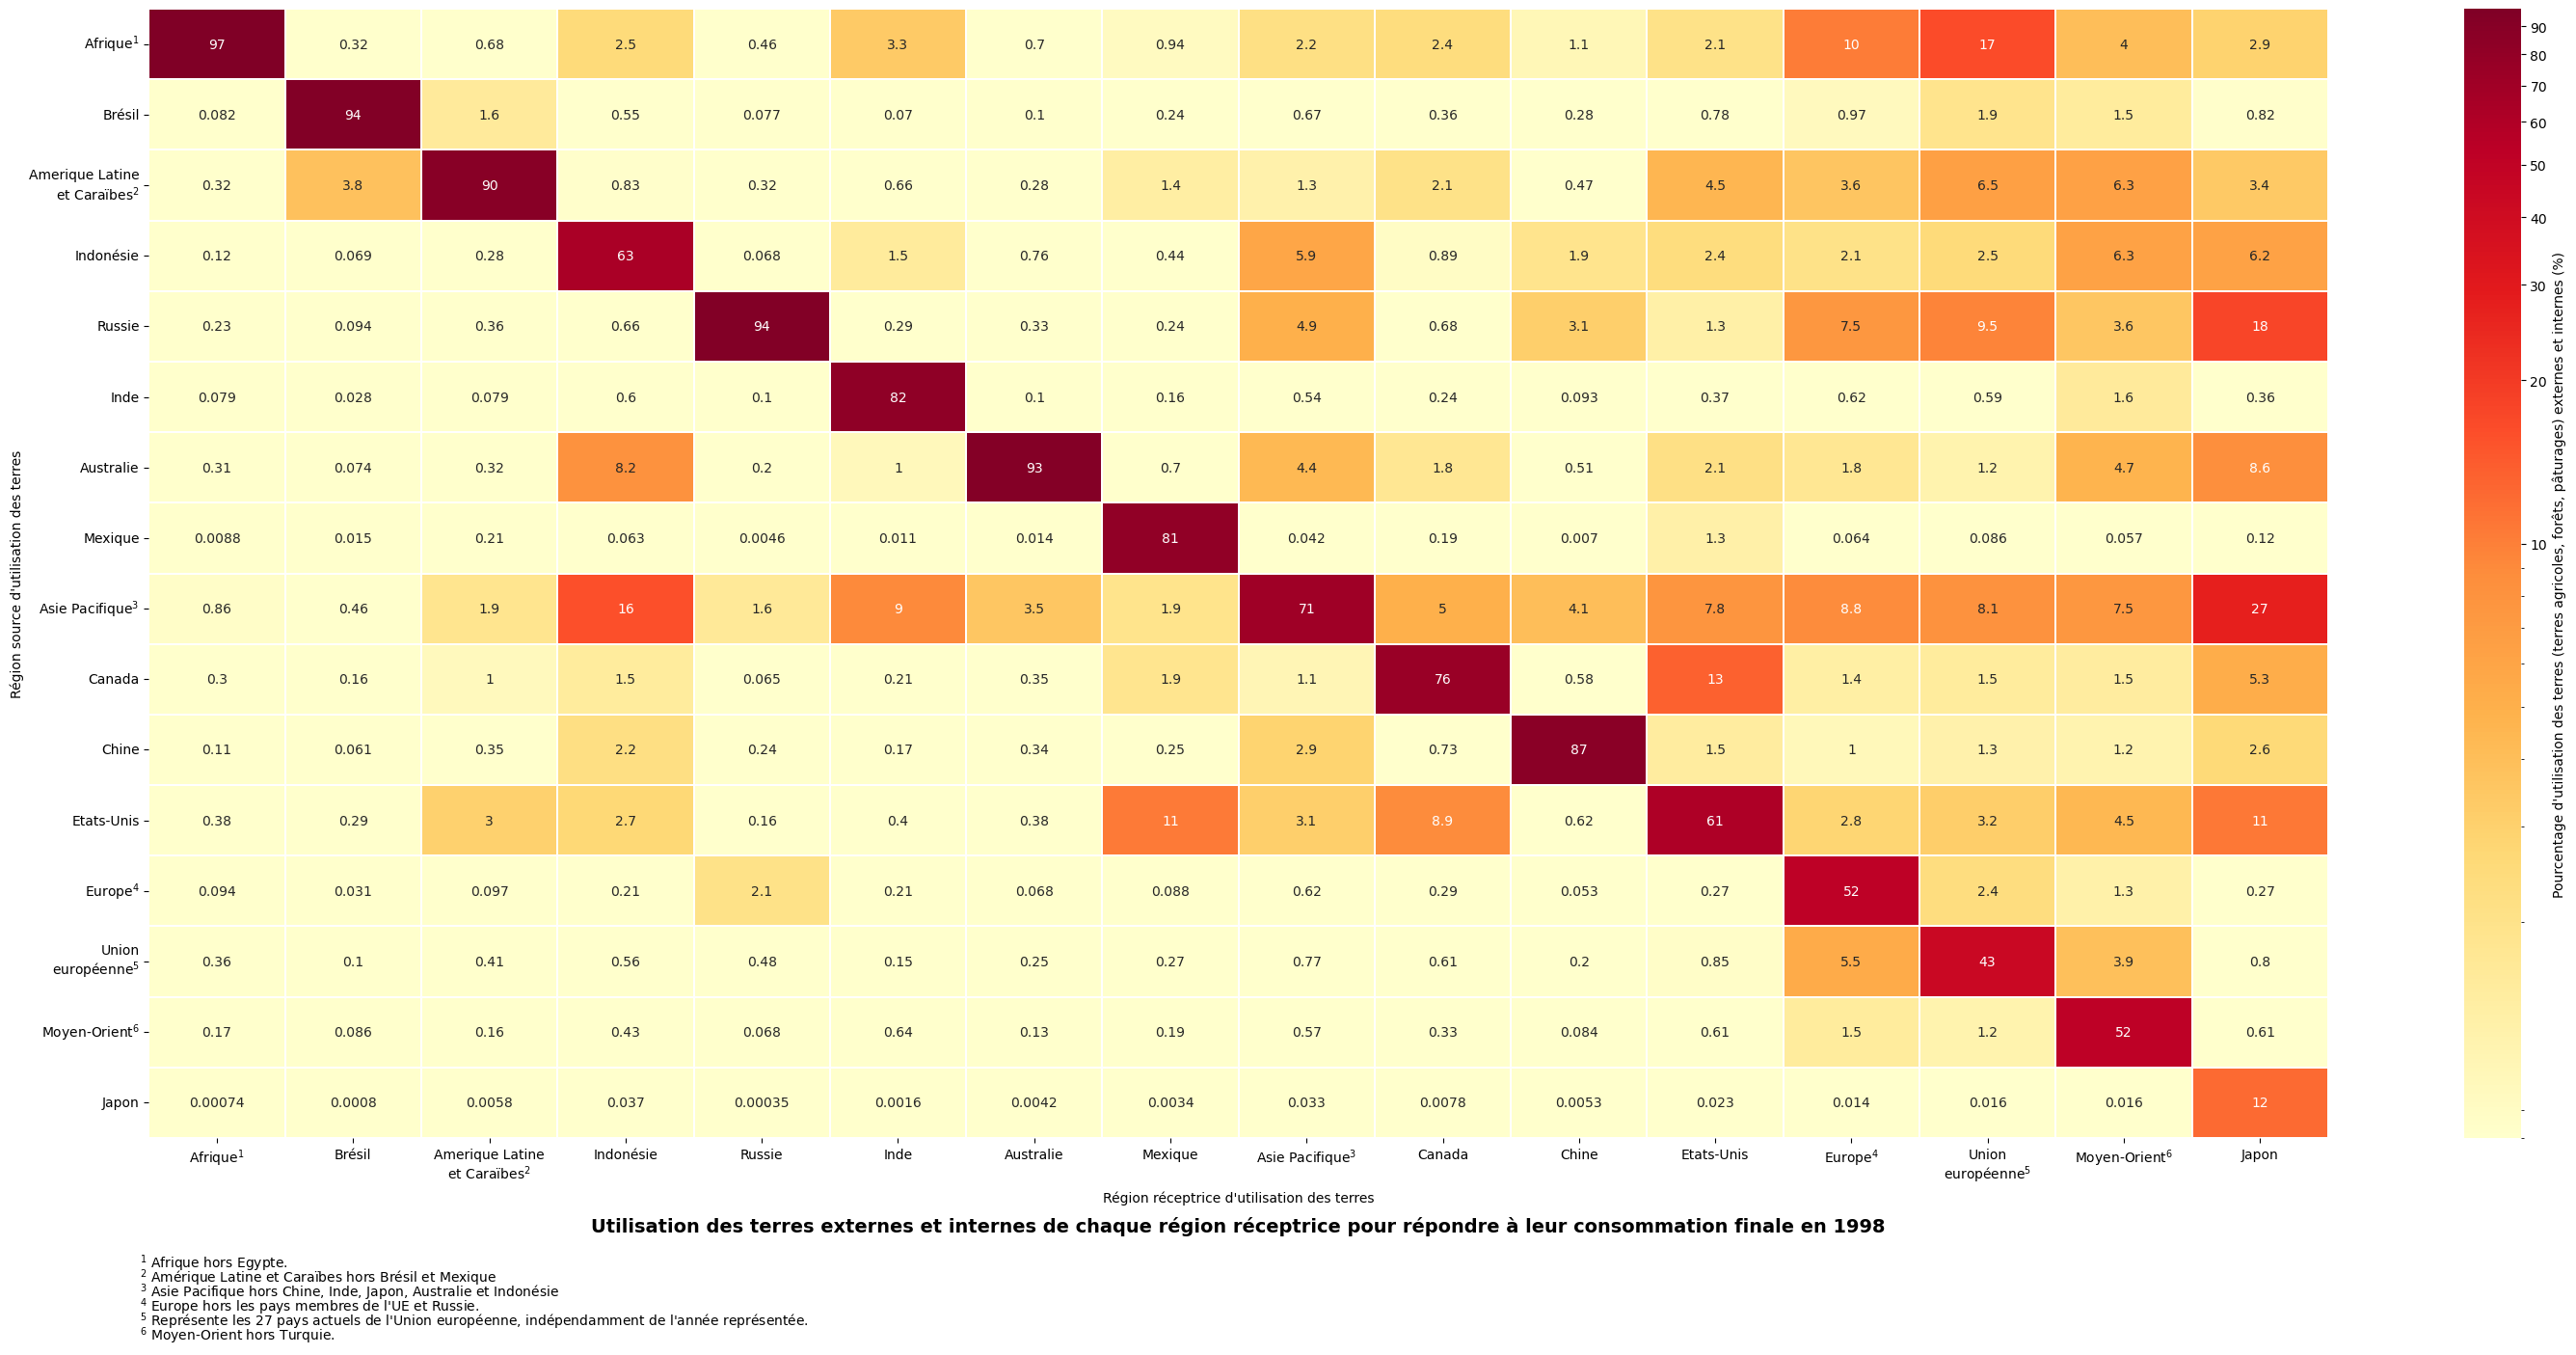 Afrique¹ 97 0.32 0.68 2.5 0.46 3.3 0.7 0.94 2.2 2.4 1.1 2.1 10 17 4 2.9
Brésil 0.082 94 1.6 0.55 0.077 0.07 0.1 0.24 0.67 0.36 0.28 0.78 0.97 1.9 1.5 0.82
Amerique Latine
et Caraïbes² 0.32 3.8 90 0.83 0.32 0.66 0.28 1.4 1.3 2.1 0.47 4.5 3.6 6.5 6.3 3.4
Indonésie 0.12 0.069 0.28 63 0.068 1.5 0.76 0.44 5.9 0.89 1.9 2.4 2.1 2.5 6.3 6.2
Russie 0.23 0.094 0.36 0.66 94 0.29 0.33 0.24 4.9 0.68 3.1 1.3 7.5 9.5 3.6 18
Inde 0.079 0.028 0.079 0.6 0.1 82 0.1 0.16 0.54 0.24 0.093 0.37 0.62 0.59 1.6 0.36
Australie 0.31 0.074 0.32 8.2 0.2 1 93 0.7 4.4 1.8 0.51 2.1 1.8 1.2 4.7 8.6
Mexique 0.0088 0.015 0.21 0.063 0.0046 0.011 0.014 81 0.042 0.19 0.007 1.3 0.064 0.086 0.057 0.12
Asie Pacifique³ 0.86 0.46 1.9 16 1.6 9 3.5 1.9 71 5 4.1 7.8 8.8 8.1 7.5 27
Canada 0.3 0.16 1 1.5 0.065 0.21 0.35 1.9 1.1 76 0.58 13 1.4 1.5 1.5 5.3
Chine 0.11 0.061 0.35 2.2 0.24 0.17 0.34 0.25 2.9 0.73 87 1.5 1 1.3 1.2 2.6
Etats-Unis 0.38 0.29 3 2.7 0.16 0.4 0.38 11 3.1 8.9 0.62 61 2.8 3.2 4.5 11
Europe⁴ 0.094 0.031 0.097 0.21 2.1 0.21 0.068 0.088 0.62 0.29 0.053 0.27 52 2.4 1.3 0.27
Union
européenne⁵ 0.36 0.1 0.41 0.56 0.48 0.15 0.25 0.27 0.77 0.61 0.2 0.85 5.5 43 3.9 0.8
Moyen-Orient⁶ 0.17 0.086 0.16 0.43 0.068 0.64 0.13 0.19 0.57 0.33 0.084 0.61 1.5 1.2 52 0.61
Japon 0.00074 0.0008 0.0058 0.037 0.00035 0.0016 0.0042 0.0034 0.033 0.0078 0.0053 0.023 0.014 0.016 0.016 12
Région source d'utilisation des terres
Afrique¹ Brésil Amerique Latine Indonésie Russie Inde Australie Mexique Asie Pacifique³ Canada Chine Etats-Unis Europe⁴ Union Moyen-Orient⁶ Japon
et Caraïbes² européenne⁵
Région réceptrice d'utilisation des terres
90
80
70
60
50
40
30
20
10
Pourcentage d'utilisation des terres (terres agricoles, forêts, pâturages) externes et internes (%)
Utilisation des terres externes et internes de chaque région réceptrice pour répondre à leur consommation finale en 1998
¹ Afrique hors Egypte.
² Amérique Latine et Caraïbes hors Brésil et Mexique
³ Asie Pacifique hors Chine, Inde, Japon, Australie et Indonésie
⁴ Europe hors les pays membres de l'UE et Russie.
⁵ Représente les 27 pays actuels de l'Union européenne, indépendamment de l'année représentée.
⁶ Moyen-Orient hors Turquie.